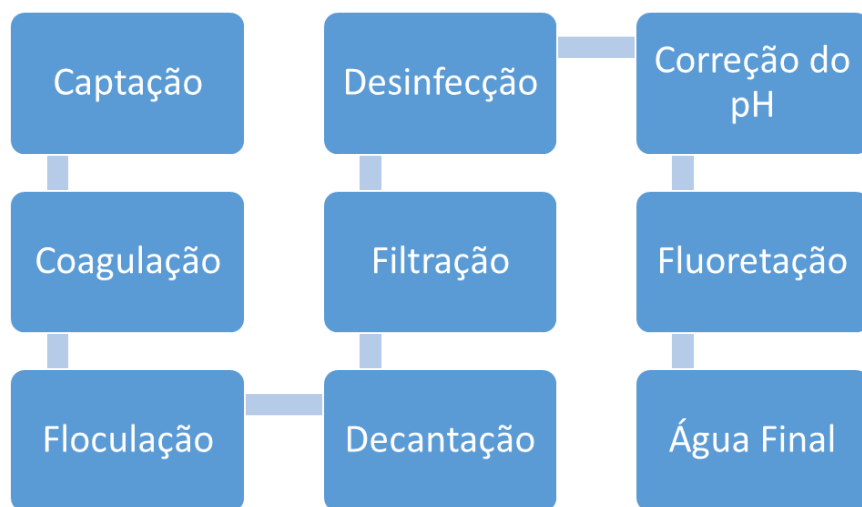 Captação
Coagulação
Floculação
Decantação
Filtração
Desinfecção
Correção do
pH
Fluoretação
Água Final